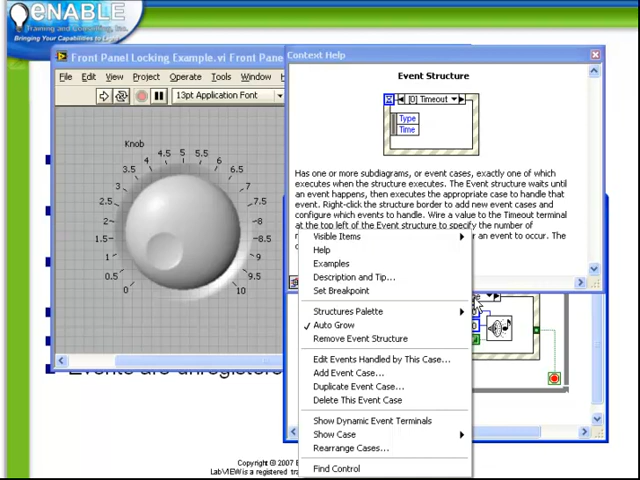 eNABLE
Training and Consulting, Inc.
Bringing Your Capabilities to Light
Front Panel Locking Example.vi Front Pane
File Edit View Project Operate Tools Window
13pt Application Font
Knob
0 0.5 1 1.5 2 2.5 3 3.5 4 4.5 5 5.5 6 6.5 7 7.5 8 8.5 9 9.5 10
Context Help
Event Structure
[0] Timeout
Type
Time
Has one or more subdiagrams, or event cases, exactly one of which
executes when the structure executes. The Event structure waits until
an event happens, then executes the appropriate case to handle that
event. Right-click the structure border to add new event cases and
configure which events to handle. Wire a value to the Timeout terminal
at the top left of the Event structure to specify the number of
an event to occur. The
Visible Items
Help
Examples
Description and Tip...
Set Breakpoint
Structures Palette
Auto Grow
Remove Event Structure
Edit Events Handled by This Case...
Add Event Case...
Duplicate Event Case...
Delete This Event Case
Show Dynamic Event Terminals
Show Case
Rearrange Cases...
Find Control
Events are unregistere
Copyright © 2007 E
LabVIEW is a registered tra